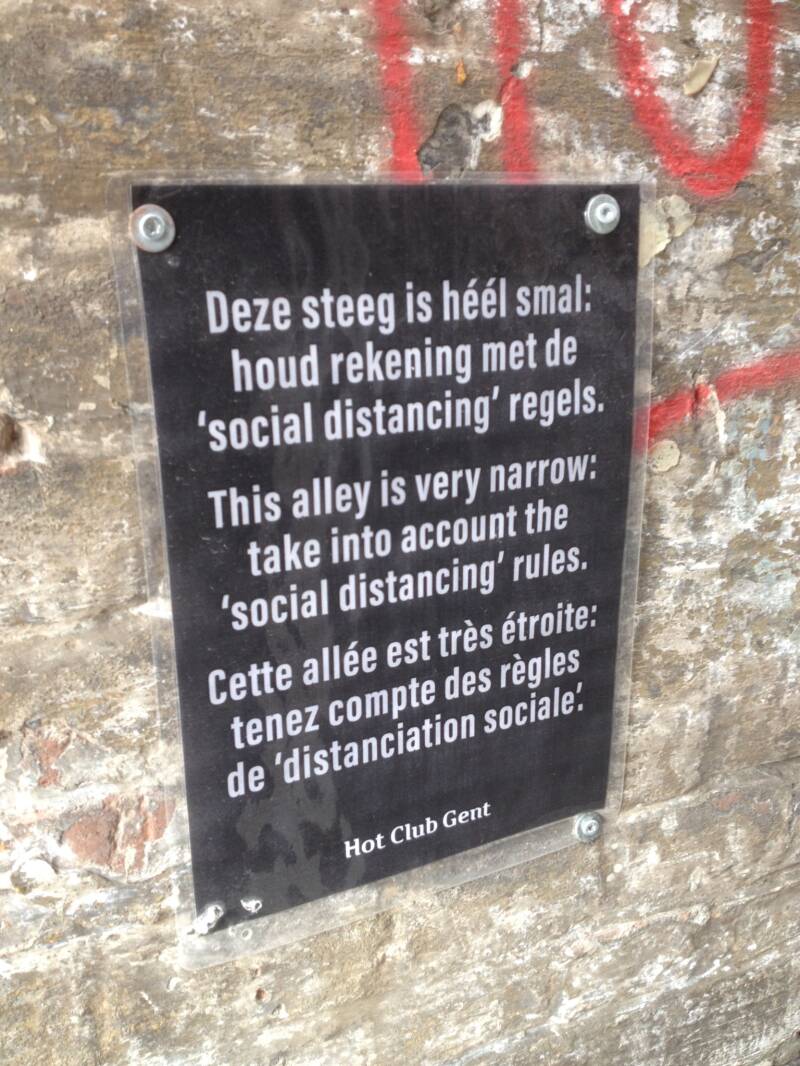 Deze steeg is héél smal:
houd rekening met de
‘social distancing’ regels.
This alley is very narrow:
take into account the
‘social distancing’ rules.
Cette allée est très étroite:
tenez compte des règles
de ‘distanciation sociale’.
Hot Club Gent